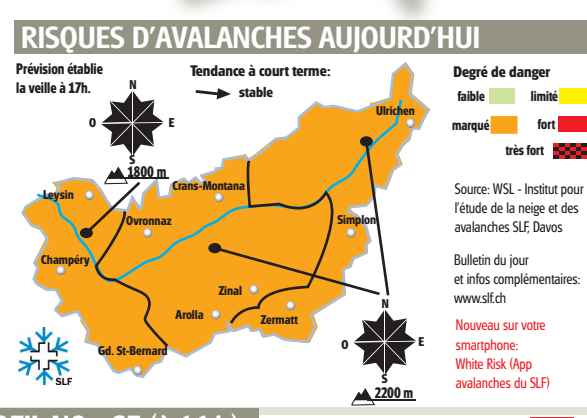 RISQUES D'AVALANCHES AUJOURD'HUI
Prévision établie
la veille à 17h.
Tendance à court terme:
stable
N
O
E
S
1800 m
Leysin
Crans-Montana
Ovronnaz
Champéry
Ulrichen
Simplon
Zinal
Arolla
Zermatt
Gd. St-Bernard
SLF
N
O
E
S
2200 m
Degré de danger
faible
limité
marqué
fort
très fort
Source: WSL - Institut pour
l'étude de la neige et des
avalanches SLF, Davos
Bulletin du jour
et infos complémentaires:
www.slf.ch
Nouveau sur votre
smartphone:
White Risk (App
avalanches du SLF)